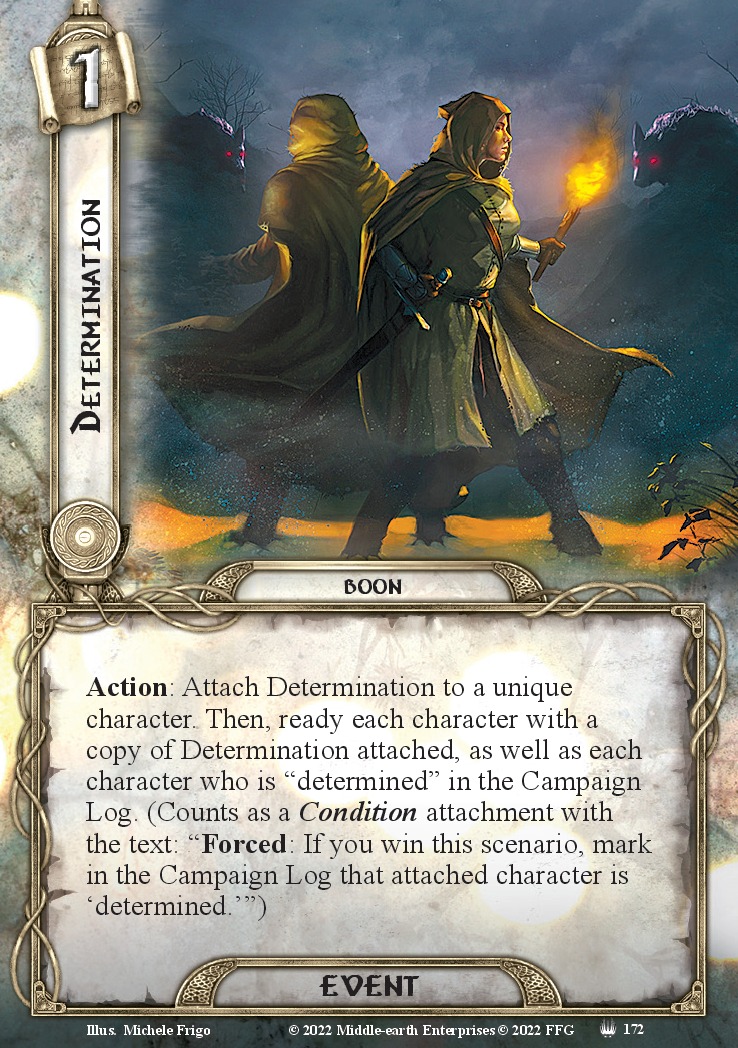 1
Determination
BOON
Action: Attach Determination to a unique
character. Then, ready each character with a
copy of Determination attached, as well as each
character who is “determined” in the Campaign
Log. (Counts as a Condition attachment with
the text: “Forced: If you win this scenario, mark
in the Campaign Log that attached character is
‘determined.’”)
EVENT
Illus. Michele Frigo © 2022 Middle-earth Enterprises © 2022 FFG 172